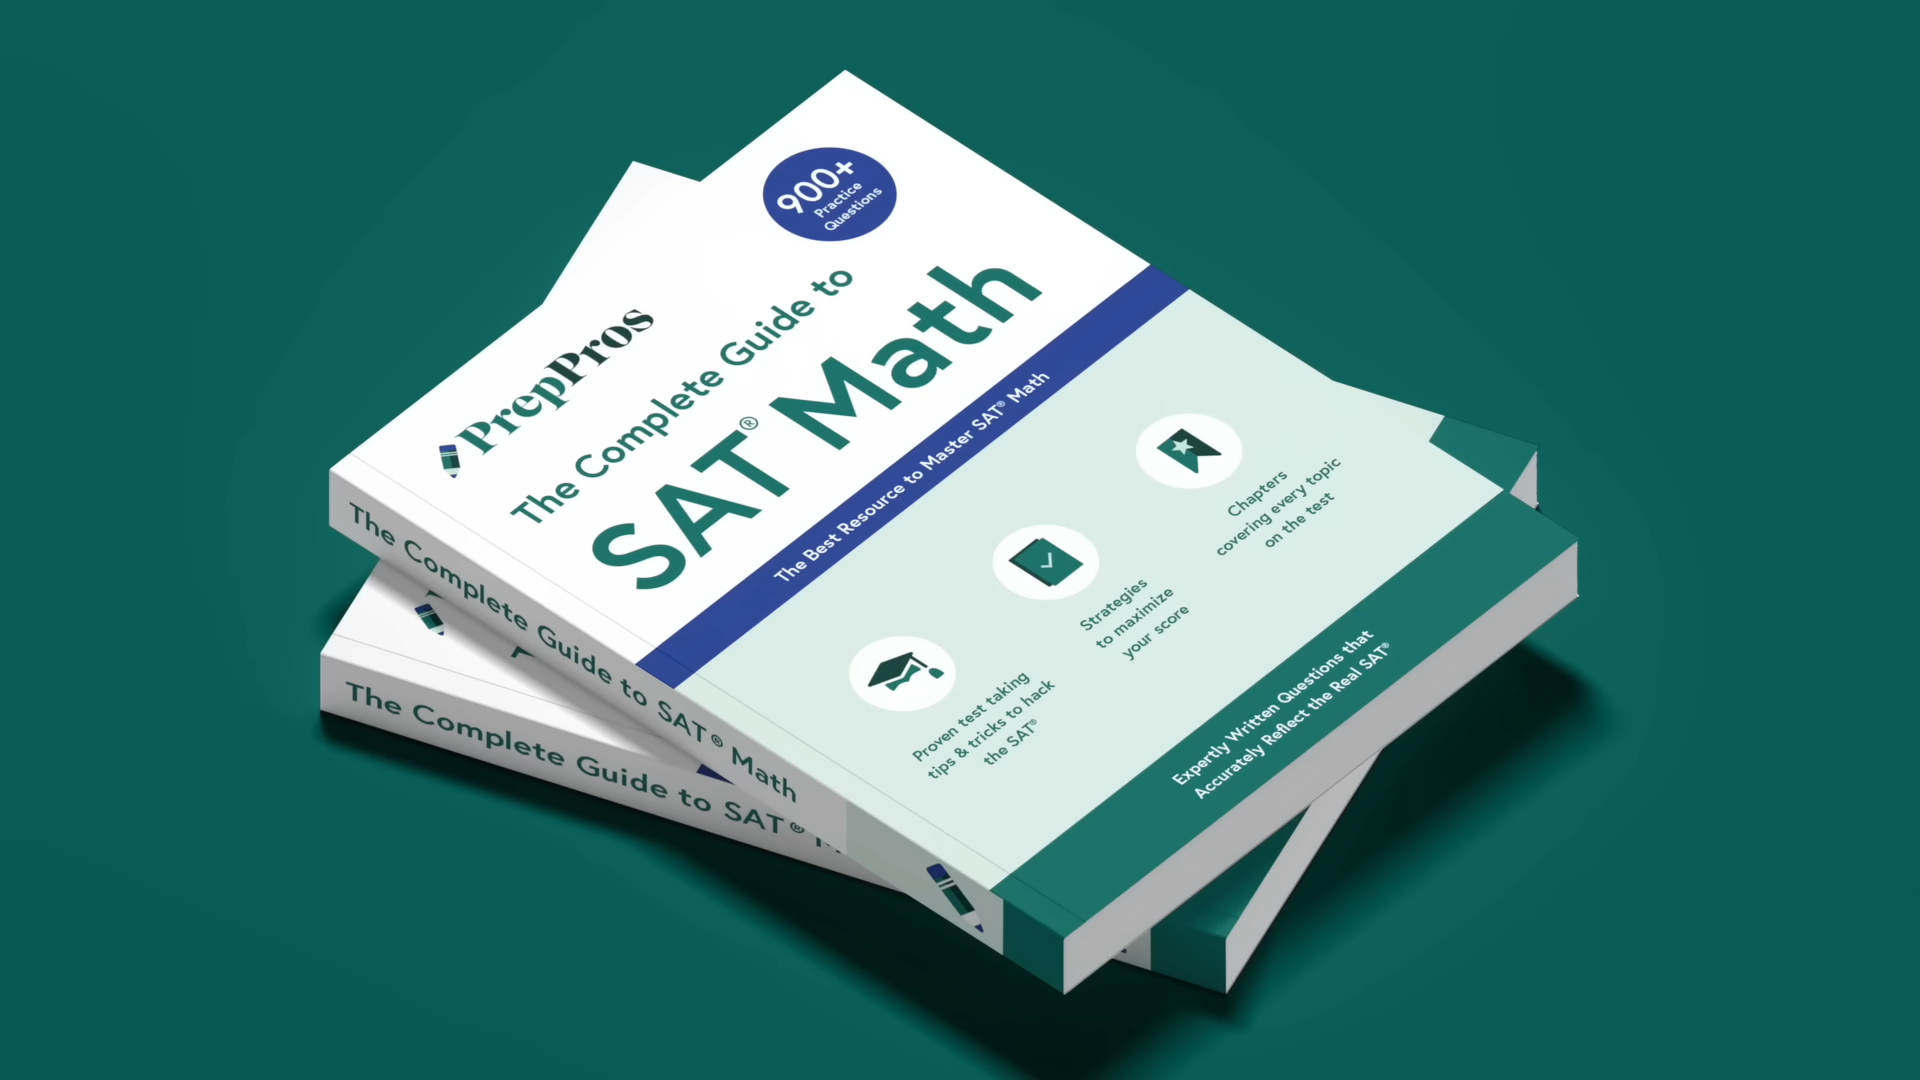 900+
Practice
Questions
PrepPros
The Complete Guide to
SAT® Math
The Best Resource to Master SAT® Math
Chapters
covering every topic
on the test
Strategies
to maximize
your score
Proven test taking
tips & tricks to hack
the SAT®
Expertly Written Questions that
Accurately Reflect the Real SAT®
The Complete Guide to SAT® Math
The Complete Guide to SAT®